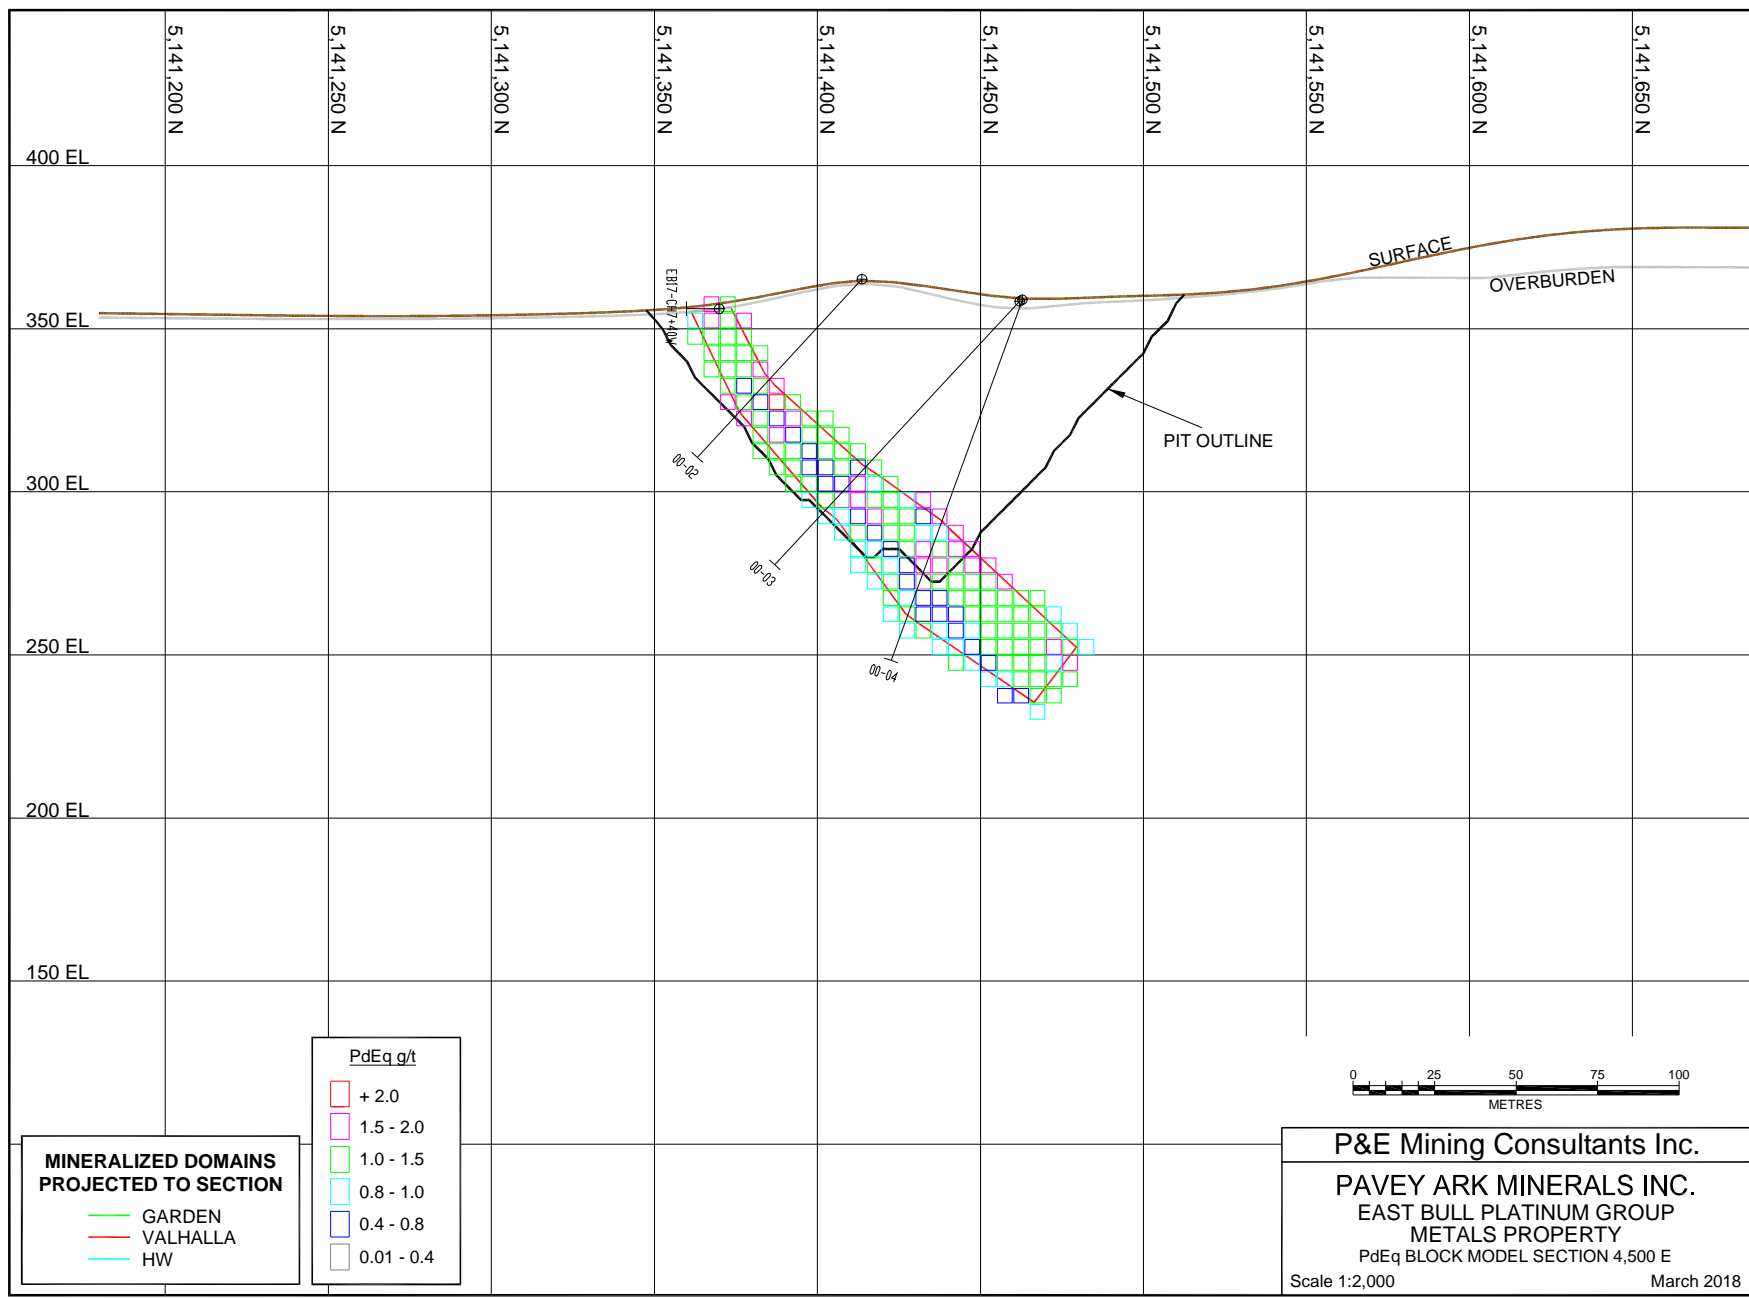 5,141,200 N
5,141,250 N
5,141,300 N
5,141,350 N
5,141,400 N
5,141,450 N
5,141,500 N
5,141,550 N
5,141,600 N
5,141,650 N
400 EL
350 EL
300 EL
250 EL
200 EL
150 EL
SURFACE
OVERBURDEN
EB17-CH7+40W
PIT OUTLINE
00-02
00-03
00-04
PdEq g/t
+ 2.0
1.5 - 2.0
1.0 - 1.5
0.8 - 1.0
0.4 - 0.8
0.01 - 0.4
MINERALIZED DOMAINS
PROJECTED TO SECTION
GARDEN
VALHALLA
HW
0 25 50 75 100
METRES
P&E Mining Consultants Inc.
PAVEY ARK MINERALS INC.
EAST BULL PLATINUM GROUP
METALS PROPERTY
PdEq BLOCK MODEL SECTION 4,500 E
Scale 1:2,000 March 2018